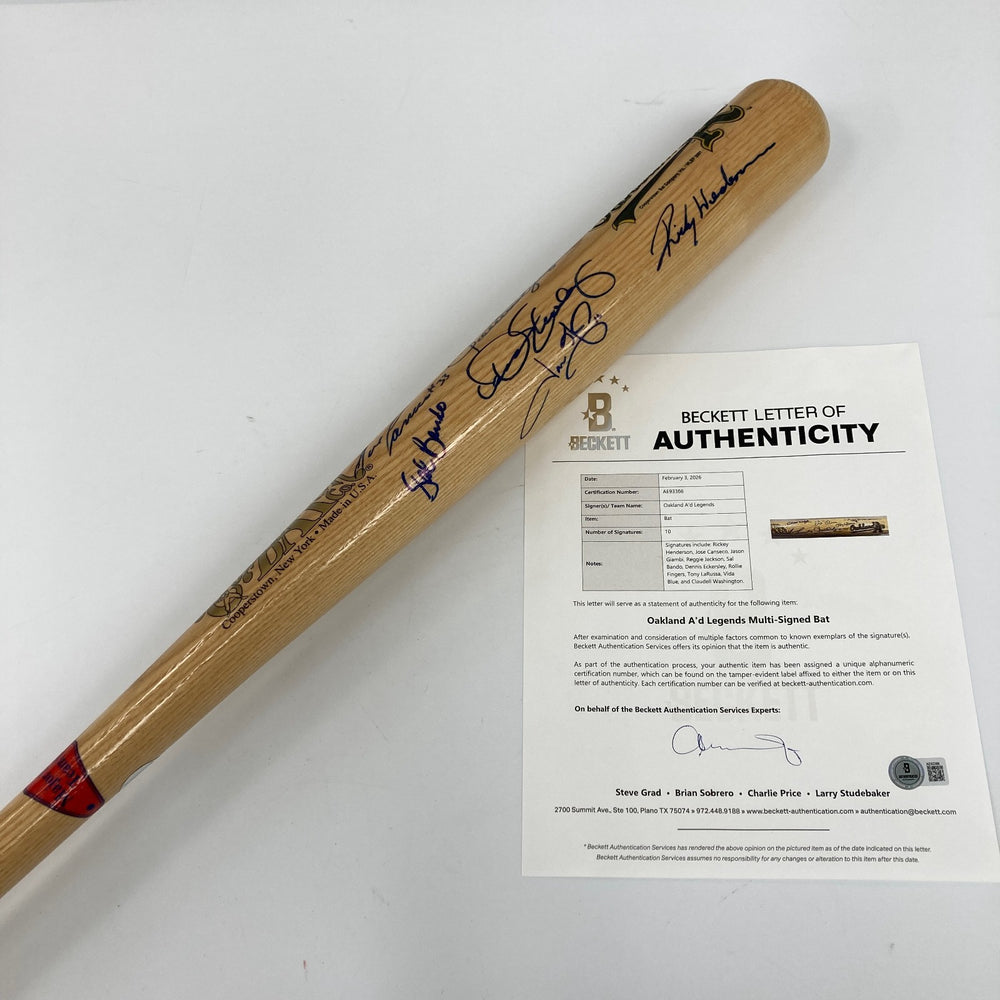 Ricky Henderson
Sal Bando
Canseco 33
Made in U.S.A.®
Cooperstown, New York •
B
BECKETT
BECKETT LETTER OF
AUTHENTICITY
Date: February 3, 2026
Certification Number: AE93366
Signer(s)/ Team Name: Oakland A'd Legends
Item: Bat
Number of Signatures: 10
Notes: Signatures include: Rickey
Henderson, Jose Canseco, Jason
Giambi, Reggie Jackson, Sal
Bando, Dennis Eckersley, Rollie
Fingers, Tony LaRussa, Vida
Blue, and Claudell Washington.
This letter will serve as a statement of authenticity for the following item:
Oakland A'd Legends Multi-Signed Bat
After examination and consideration of multiple factors common to known exemplars of the signature(s),
Beckett Authentication Services offers its opinion that the item is authentic.
As part of the authentication process, your authentic item has been assigned a unique alphanumeric
certification number, which can be found on the tamper-evident label affixed to either the item or on this
letter of authenticity. Each certification number can be verified at beckett-authentication.com.
On behalf of the Beckett Authentication Services Experts:
Steve Grad • Brian Sobrero • Charlie Price • Larry Studebaker
2700 Summit Ave., Ste 100, Plano TX 75074 » 972.448.9188 » www.beckett-authentication.com » authentication@beckett.com
*Beckett Authentication Services has rendered the above opinion on the pictured item as of the date indicated on this letter.
Beckett Authentication Services assumes no responsibility for any changes or alteration to this item after this date.